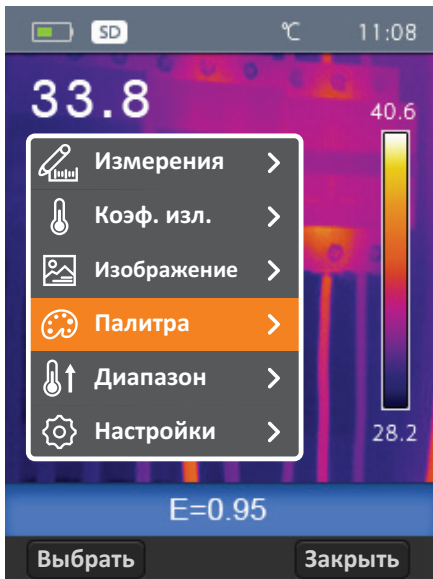 SD ℃ 11:08
33.8
40.6
Измерения
Коэф. изл.
Изображение
Палитра
Диапазон
Настройки
28.2
E=0.95
Выбрать Закрыть